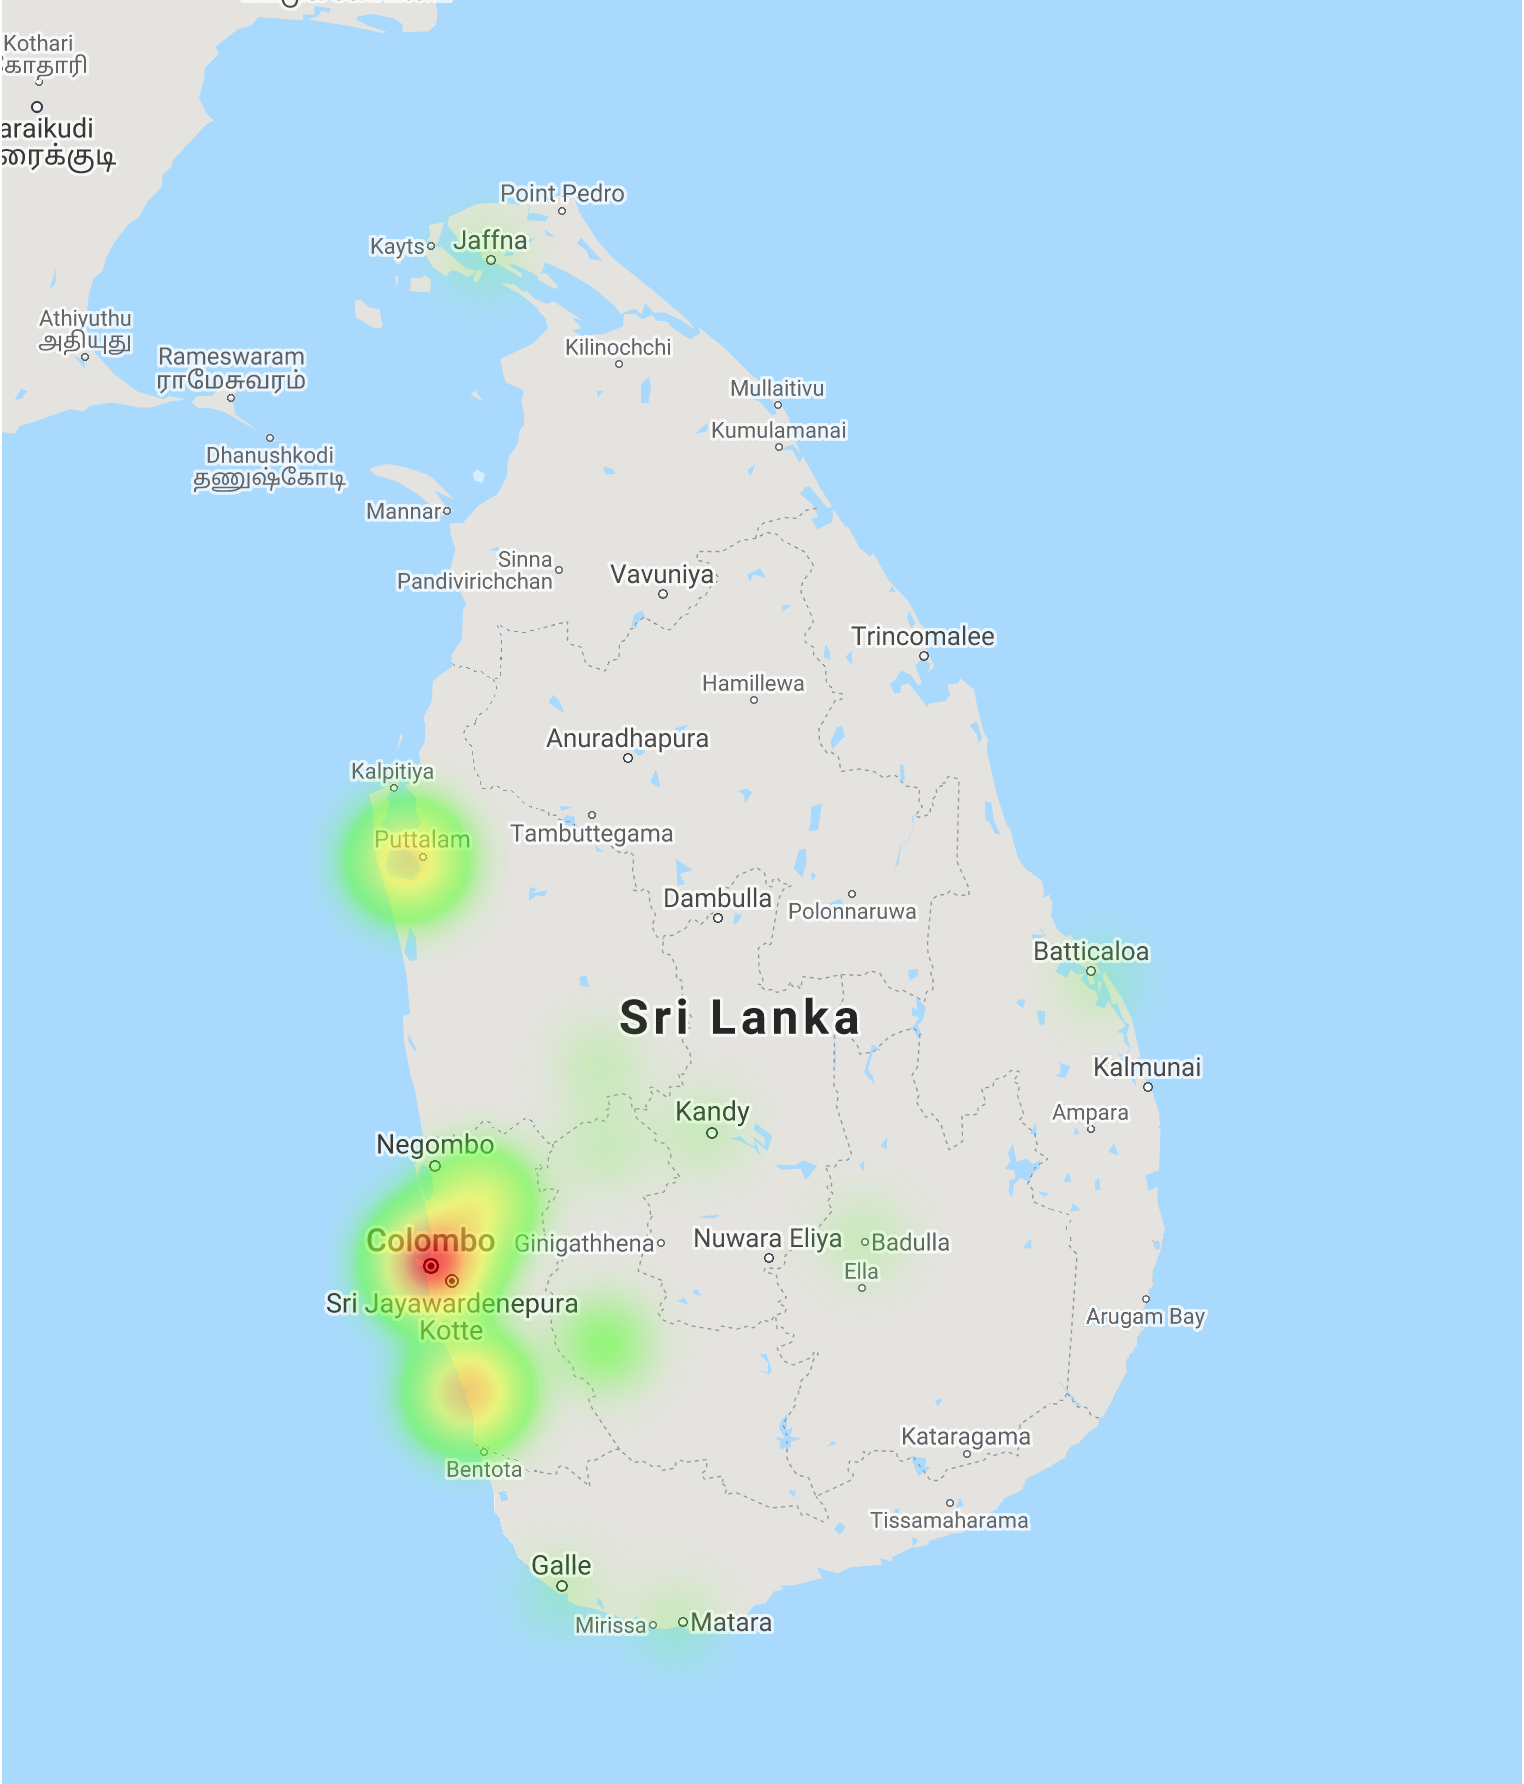 Kothari
கோதாரி
araikudi
ரைக்குடி
Point Pedro
Kayts
Jaffna
Athiyuthu
அதியுது
Kilinochchi
Rameswaram
ராமேசுவரம்
Mullaitivu
Kumulamanai
Dhanushkodi
தனுஷ்கோடி
Mannar
Sinna
Pandivirichchan
Vavuniya
Trincomalee
Hamillewa
Anuradhapura
Kalpitiya
Puttalam
Tambuttegama
Dambulla
Polonnaruwa
Batticaloa
Sri Lanka
Kalmunai
Kandy
Ampara
Negombo
Colombo
Ginigathhena
Nuwara Eliya
Badulla
Ella
Sri Jayawardenepura
Kotte
Arugam Bay
Kataragama
Bentota
Tissamaharama
Galle
Mirissa
Matara